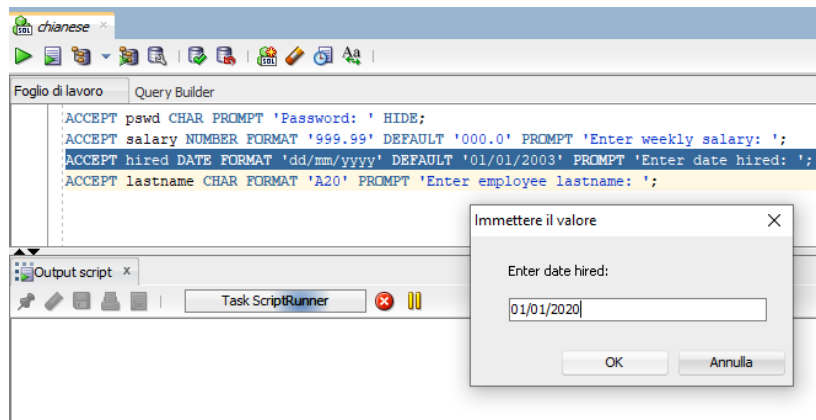 chianese
Foglio di lavoro Query Builder
ACCEPT pswd CHAR PROMPT 'Password: ' HIDE;
ACCEPT salary NUMBER FORMAT '999.99' DEFAULT '000.0' PROMPT 'Enter weekly salary: ';
ACCEPT hired DATE FORMAT 'dd/mm/yyyy' DEFAULT '01/01/2003' PROMPT 'Enter date hired: ';
ACCEPT lastname CHAR FORMAT 'A20' PROMPT 'Enter employee lastname: ';
Immettere il valore
Enter date hired:
01/01/2020
OK Annulla
Output script
Task ScriptRunner